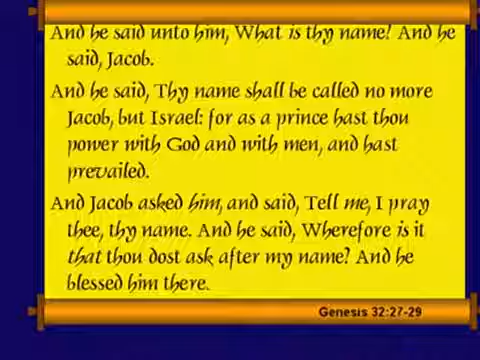 And he said unto him, What is thy name? And he
said, Jacob.
And he said, Thy name shall be called no more
Jacob, but Israel: for as a prince hast thou
power with God and with men, and hast
prevailed.
And Jacob asked him, and said, Tell me, I pray
thee, thy name. And he said, Wherefore is it
that thou dost ask after my name? And he
blessed him there.
Genesis 32:27-29